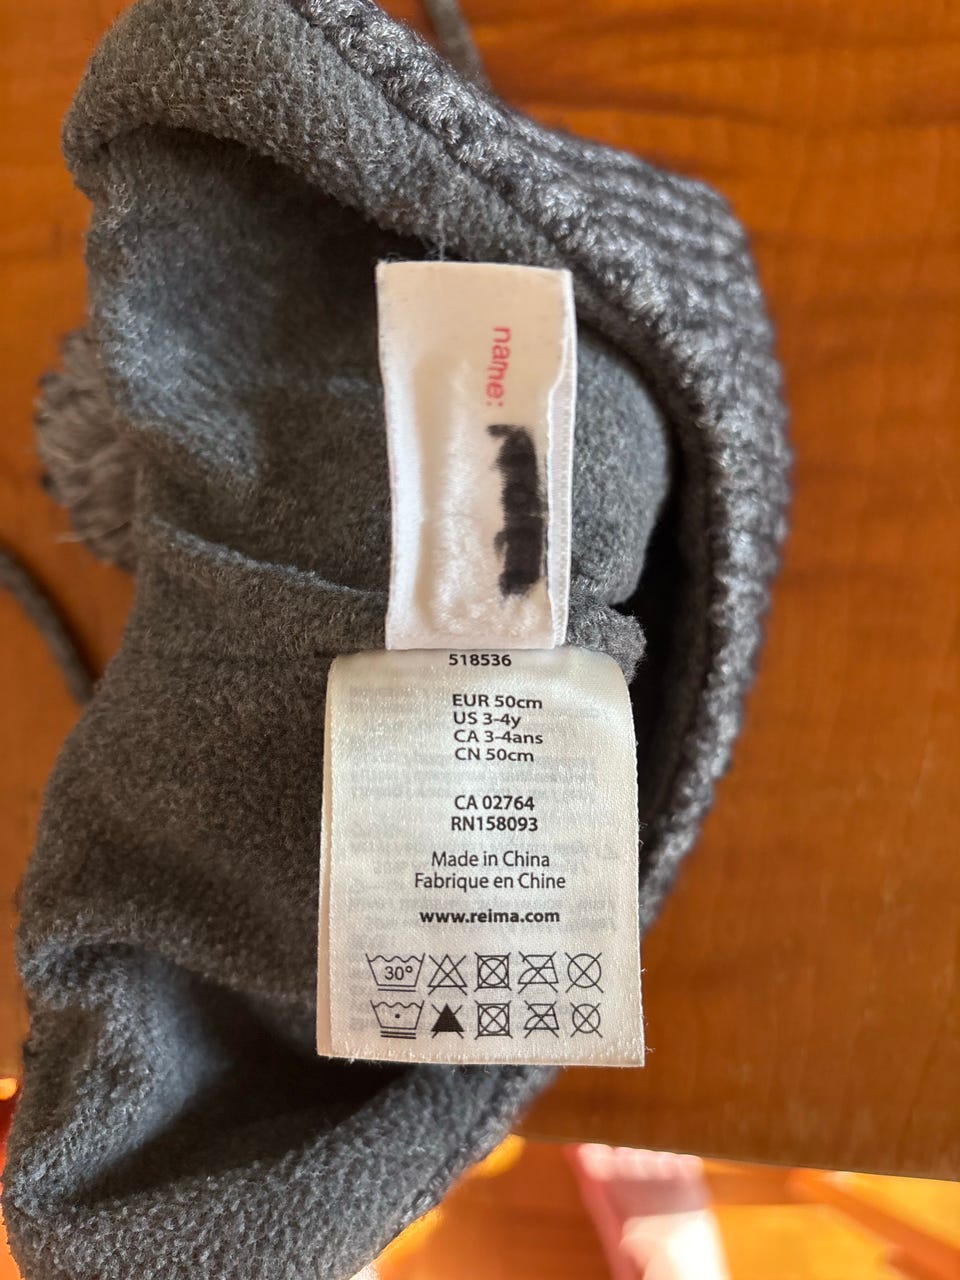 name:
518536
EUR 50cm
US 3-4y
CA 3-4ans
CN 50cm
CA 02764
RN158093
Made in China
Fabrique en Chine
www.reima.com
30°